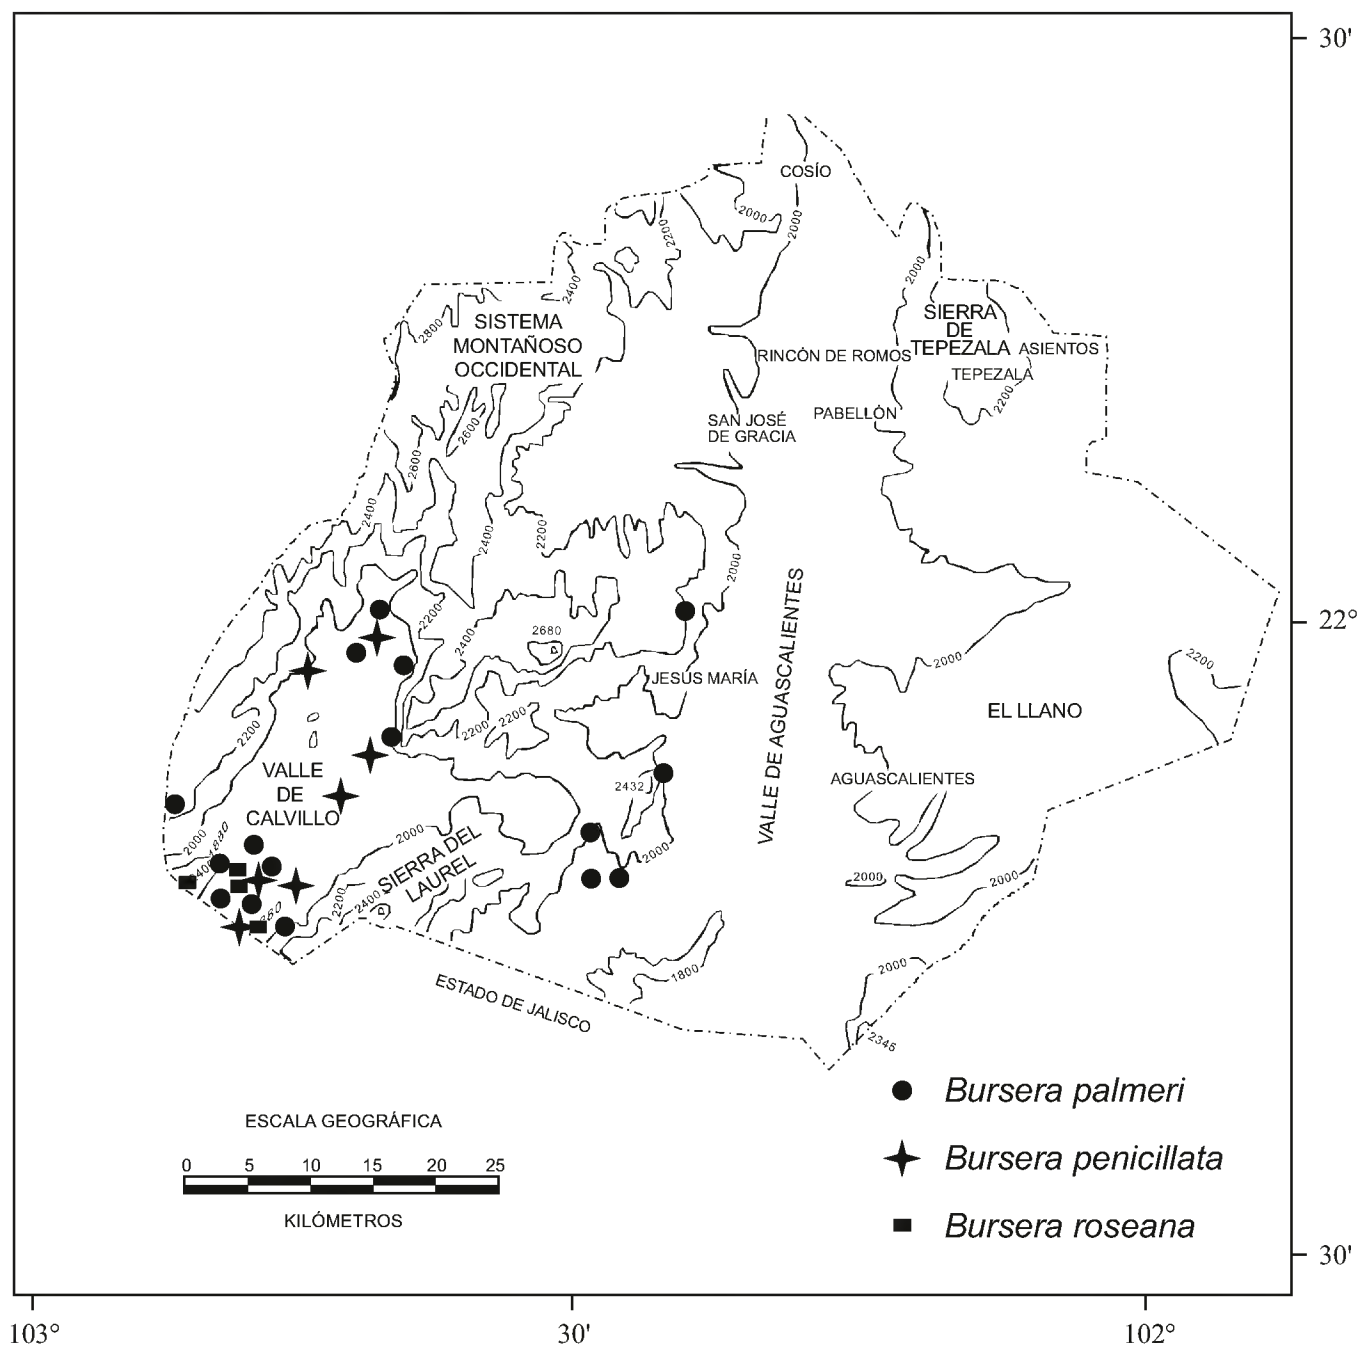 30'
COSÍO
2000
2000
2200
2000
2400
2800
SIERRA
DE
TEPEZALA
SISTEMA
MONTAÑOSO
OCCIDENTAL
ASIENTOS
RINCÓN DE ROMOS
TEPEZALA
2200
PABELLÓN
SAN JOSÉ
DE GRACIA
2600
2600
2400
2400
2200
2000
2200
2400
2680
22°
2000
2200
JESÚS MARÍA
VALLE DE AGUASCALIENTES
EL LLANO
2200
2200
2200
VALLE
DE
CALVILLO
2432
AGUASCALIENTES
2000
2000
SIERRA DEL
LAUREL
2000
2400
2200
2400
2000
2000
1800
2000
2345
ESTADO DE JALISCO
Bursera palmeri
Bursera penicillata
Bursera roseana
ESCALA GEOGRÁFICA
0 5 10 15 20 25
KILÓMETROS
30'
103° 30' 102°